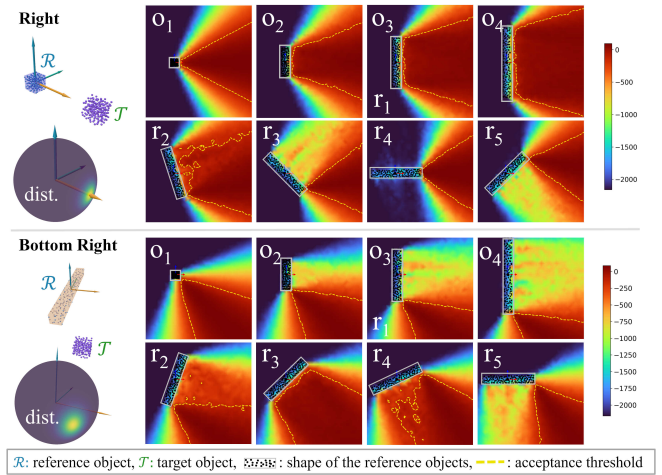 Right
o1 o2 o3 o4
r1
R
T
dist.
r2 r3 r4 r5
0
−500
−1000
−1500
−2000
Bottom Right
o1 o2 o3 o4
r1
R
T
dist.
r2 r3 r4 r5
0
−250
−500
−750
−1000
−1250
−1500
−1750
−2000
R: reference object, T: target object, : shape of the reference objects, : acceptance threshold